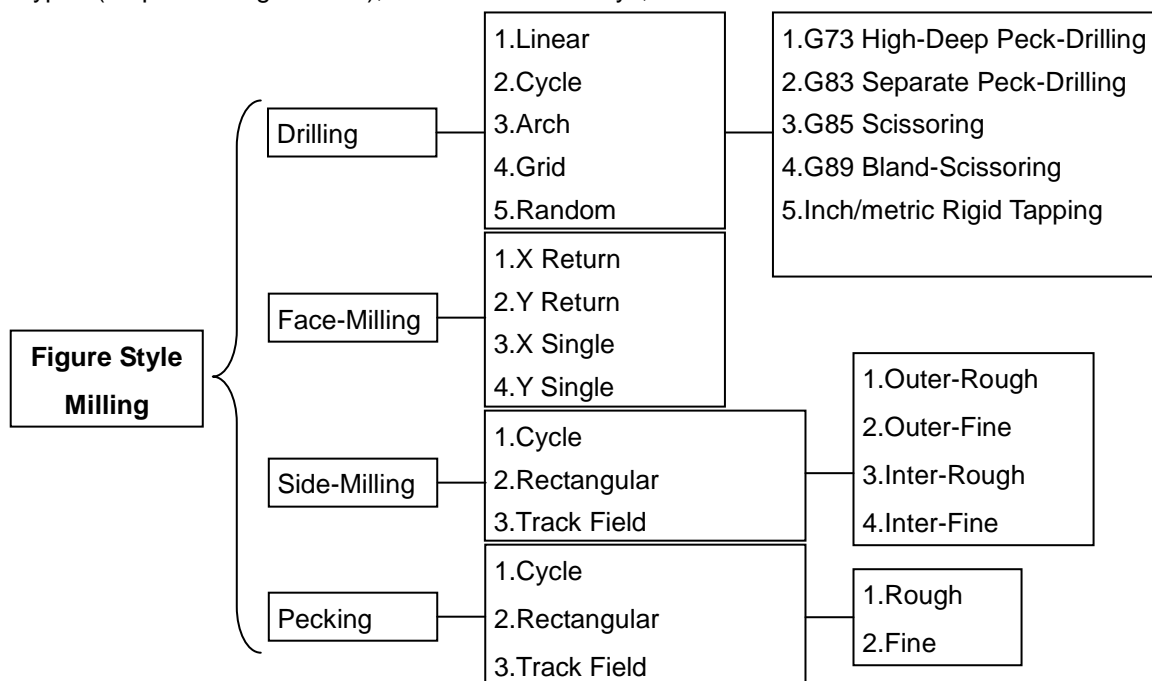 1.Linear
2.Cycle
3.Arch
4.Grid
5.Random
1.G73 High-Deep Peck-Drilling
2.G83 Separate Peck-Drilling
3.G85 Scissoring
4.G89 Bland-Scissoring
5.Inch/metric Rigid Tapping
Drilling
1.X Return
2.Y Return
3.X Single
4.Y Single
Face-Milling
Figure Style
Milling
1.Outer-Rough
2.Outer-Fine
3.Inter-Rough
4.Inter-Fine
1.Cycle
2.Rectangular
3.Track Field
Side-Milling
1.Cycle
2.Rectangular
3.Track Field
Pecking
1.Rough
2.Fine